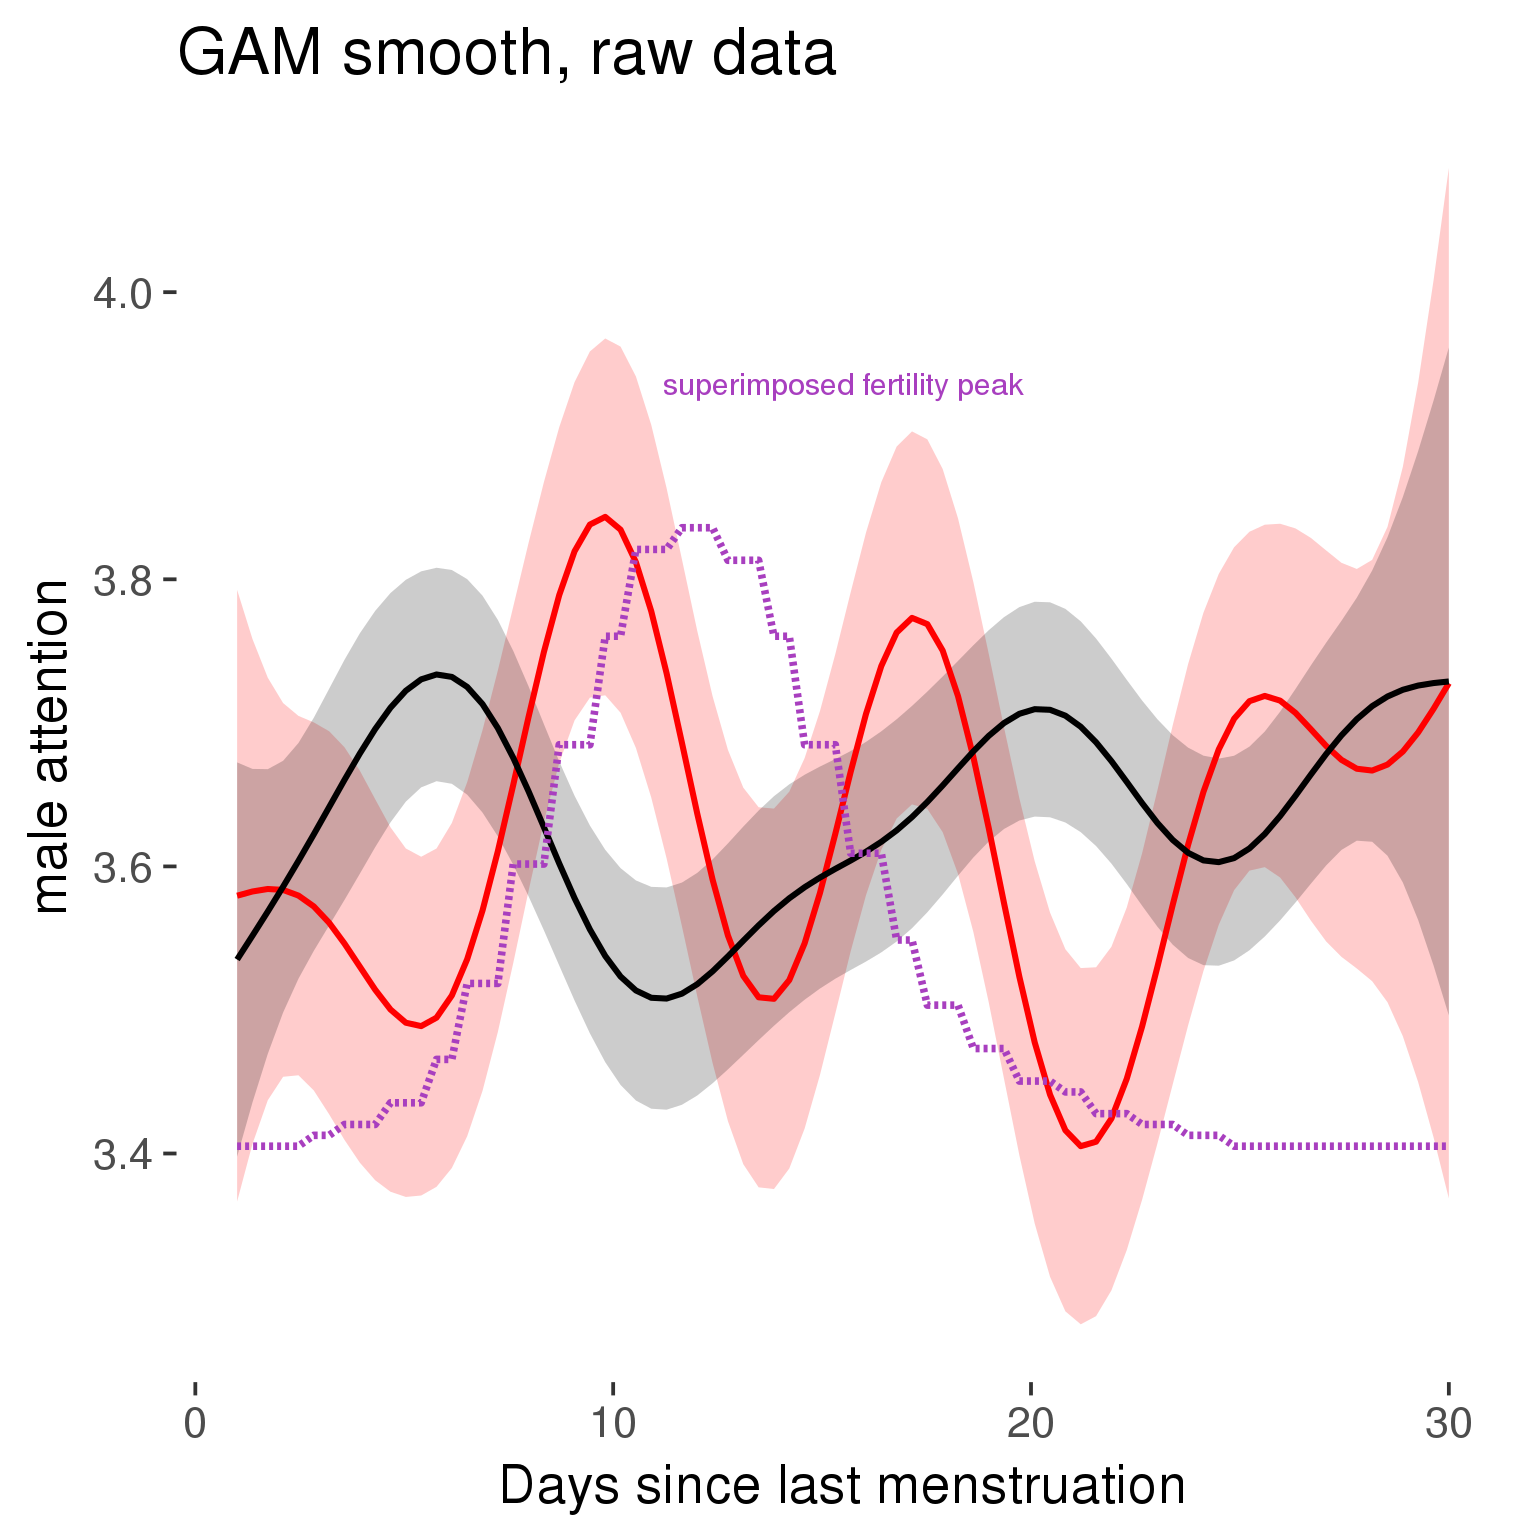 GAM smooth, raw data
4.0
superimposed fertility peak
3.8
male attention
3.6
3.4
0 10 20 30
Days since last menstruation